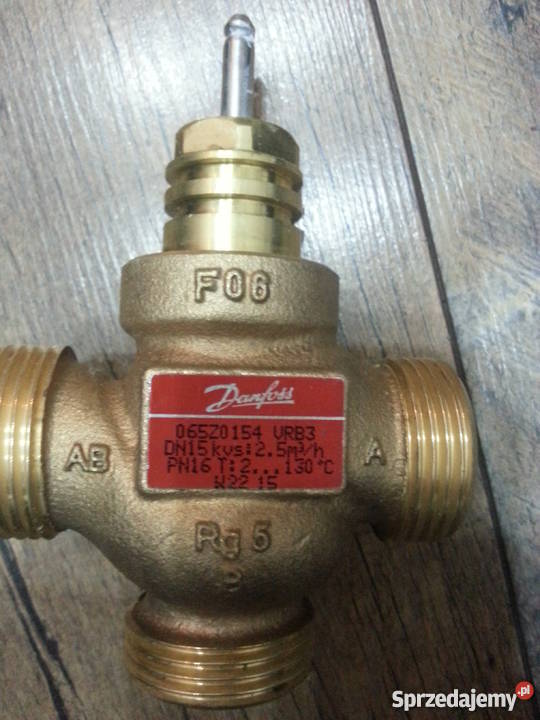 F06
Danfoss
065Z0154 VRB3
DN15 kvs:2.5m³/h
PN16 T:2...130°C
W22 15
AB
A
Rg 5
Sprzedajemy.pl